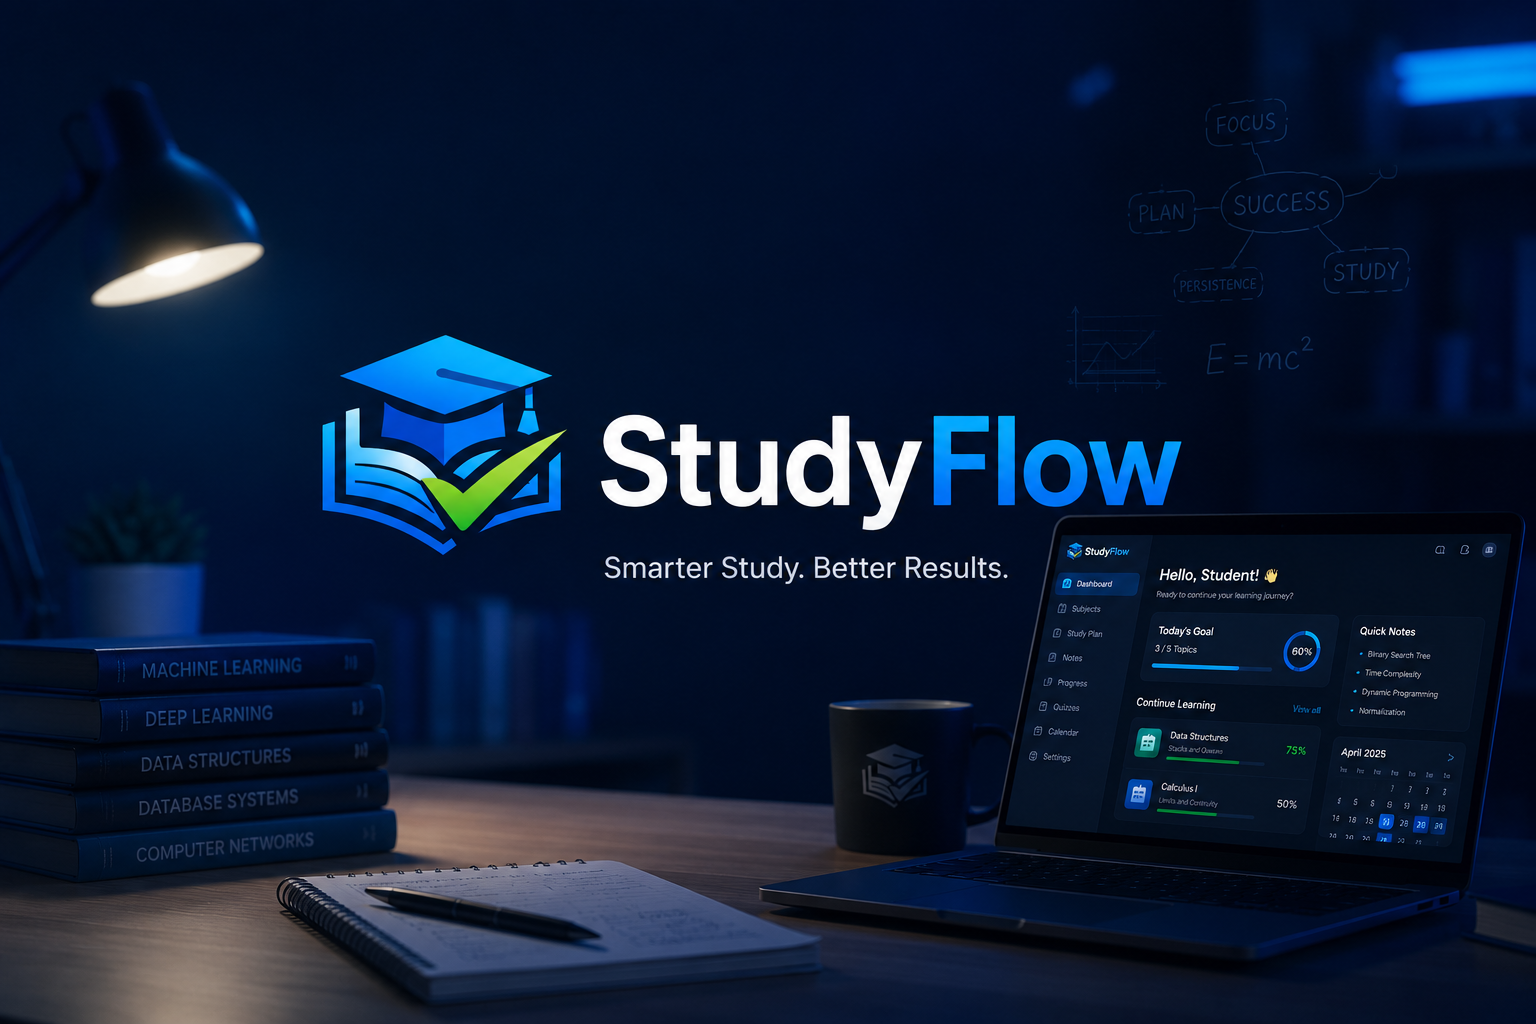 FOCUS
PLAN
SUCCESS
PERSISTENCE
STUDY
E = mc²
StudyFlow
Smarter Study. Better Results.
MACHINE LEARNING
DEEP LEARNING
DATA STRUCTURES
DATABASE SYSTEMS
COMPUTER NETWORKS
StudyFlow
Dashboard
Subjects
Study Plan
Notes
Progress
Quizzes
Calendar
Settings
Hello, Student! 👋
Ready to continue your learning journey?
Today's Goal
3 / 5 Topics
60%
Continue Learning
View all
Data Structures
Stacks and Queues
75%
Calculus I
Limits and Continuity
50%
Quick Notes
• Binary Search Tree
• Time Complexity
• Dynamic Programming
• Normalization
April 2025 >